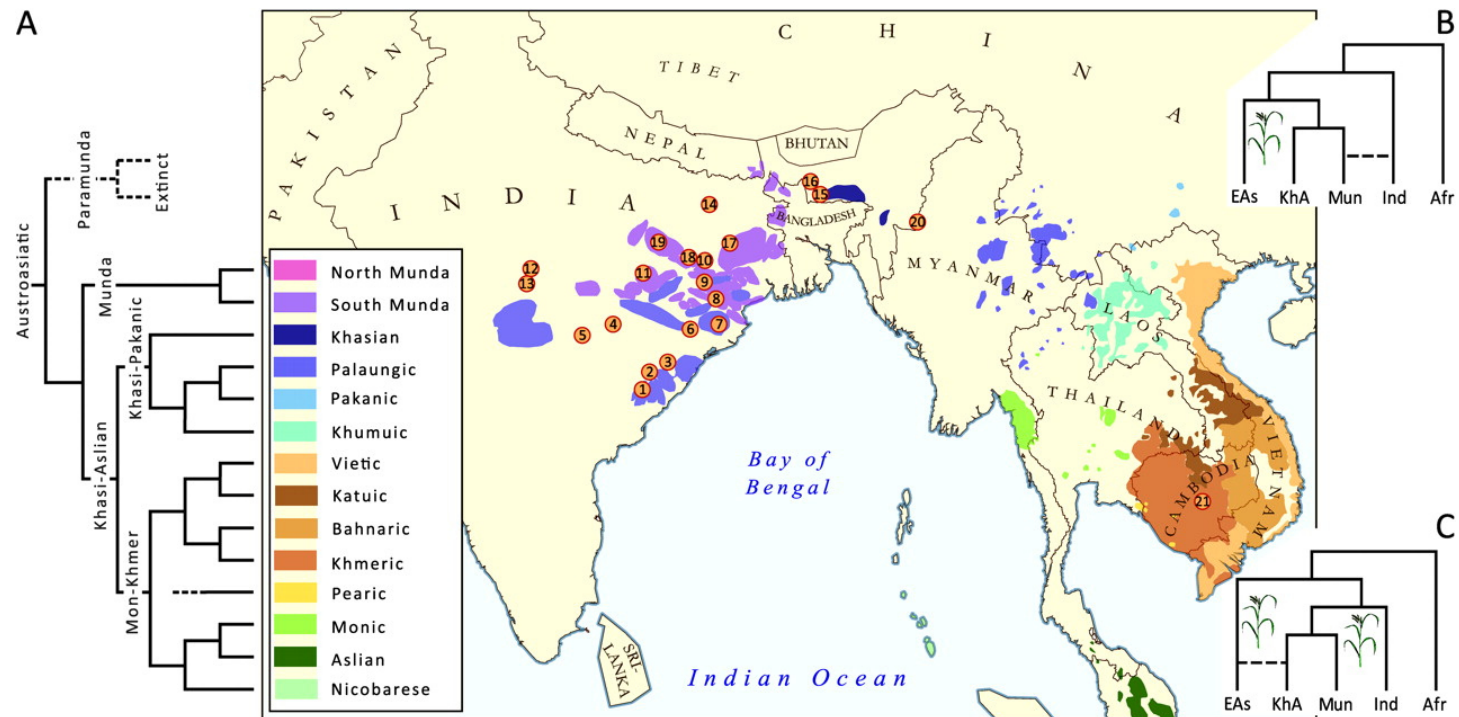 A
B
C
Austroasiatic
Paramunda
Extinct
Munda
Khasi-Aslian
Khasi-Pakanic
Mon-Khmer
North Munda
South Munda
Khasian
Palaungic
Pakanic
Khumuic
Vietic
Katuic
Bahnaric
Khmeric
Pearic
Monic
Aslian
Nicobarese
PAKISTAN
INDIA
CHINA
TIBET
NEPAL
BHUTAN
BANGLADESH
MYANMAR
LAOS
THAILAND
CAMBODIA
VIETNAM
SRI-
LANKA
Bay of
Bengal
Indian Ocean
16
15
14
20
19
17
18
10
12
11
13
9
8
4
6
7
5
3
2
1
21
EAs KhA Mun Ind Afr
EAs KhA Mun Ind Afr